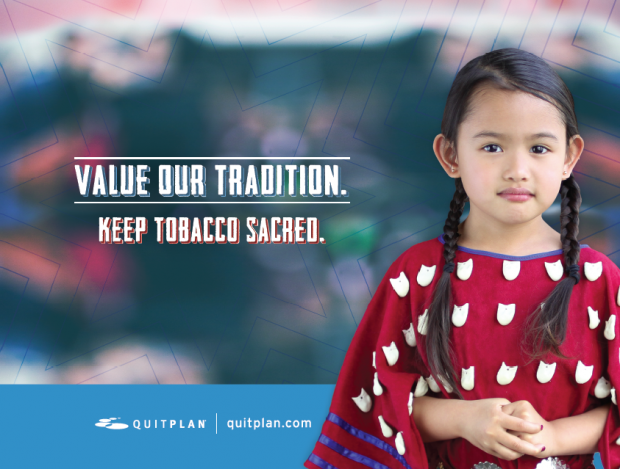 VALUE OUR TRADITION.
KEEP TOBACCO SACRED.
QUITPLAN | quitplan.com